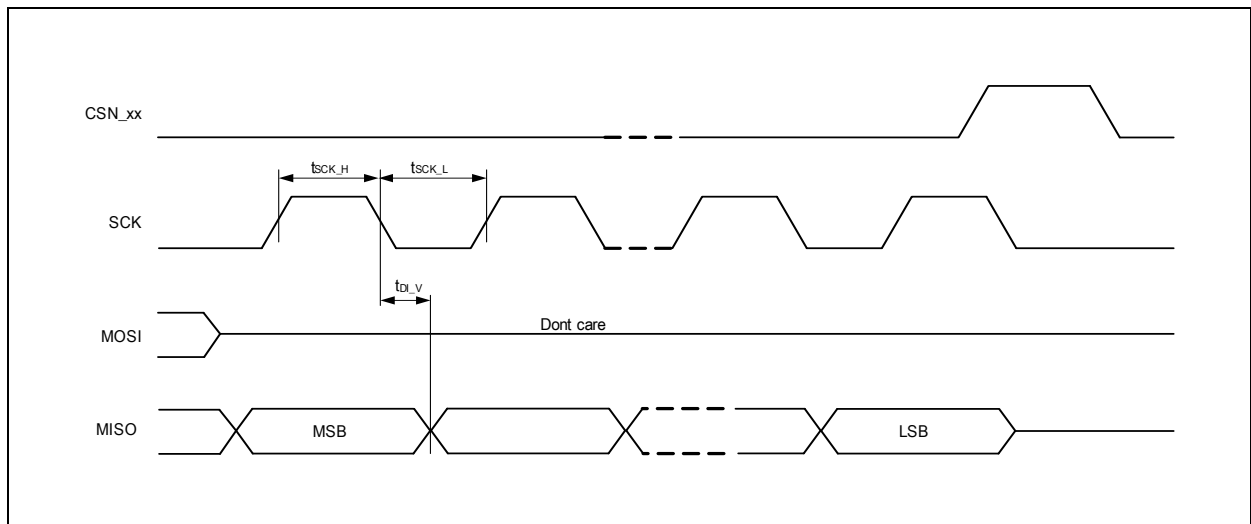 CSN_xx
tSCK_H
tSCK_L
SCK
tDI_V
Dont care
MOSI
MISO
MSB
LSB